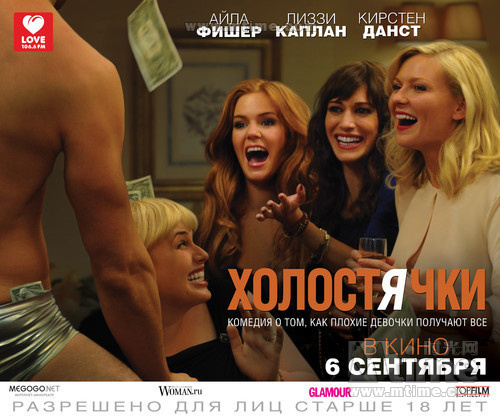 LOVE
106.6 FM
АЙЛА ФИШЕР
ЛИЗЗИ КАПЛАН
КИРСТЕН ДАНСТ
ХОЛОСТЯЧКИ
КОМЕДИЯ О ТОМ, КАК ПЛОХИЕ ДЕВОЧКИ ПОЛУЧАЮТ ВСЕ
В КИНО
6 СЕНТЯБРЯ
MEGOGO.NET
WOMAN.ru
GLAMOUR
TOPFILM
www.mtime.com
РАЗРЕШЕНО ДЛЯ ЛИЦ СТАРШЕ 18 ЛЕТ